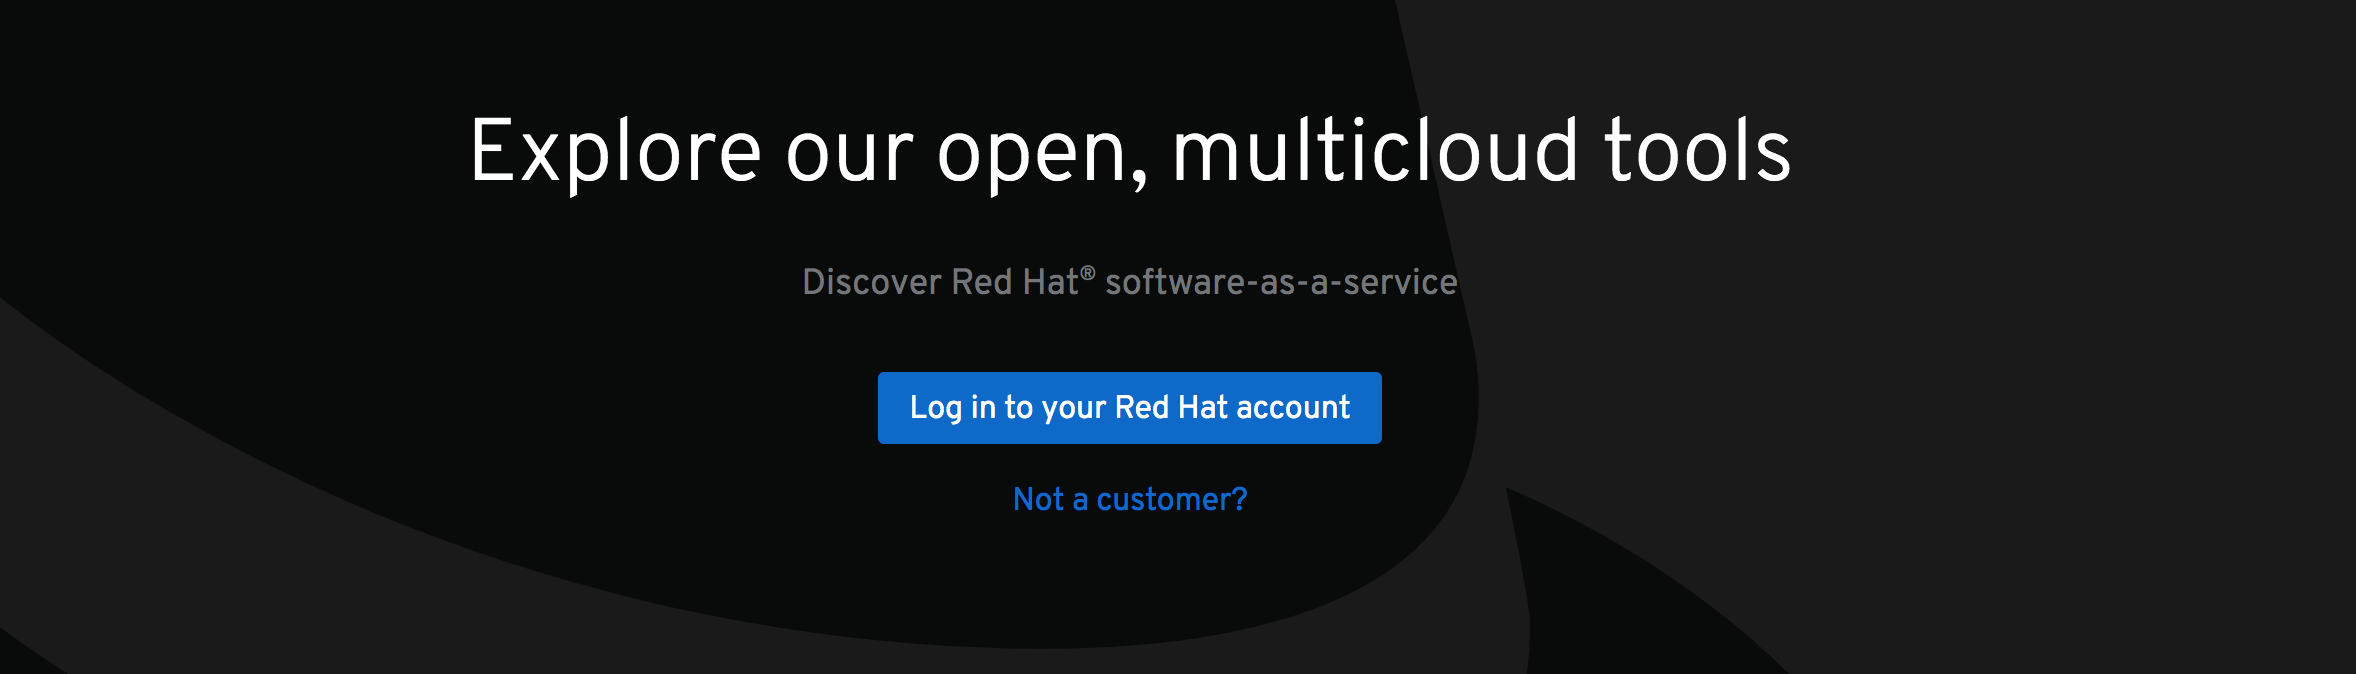 Explore our open, multicloud tools
Discover Red Hat® software-as-a-service
Log in to your Red Hat account
Not a customer?